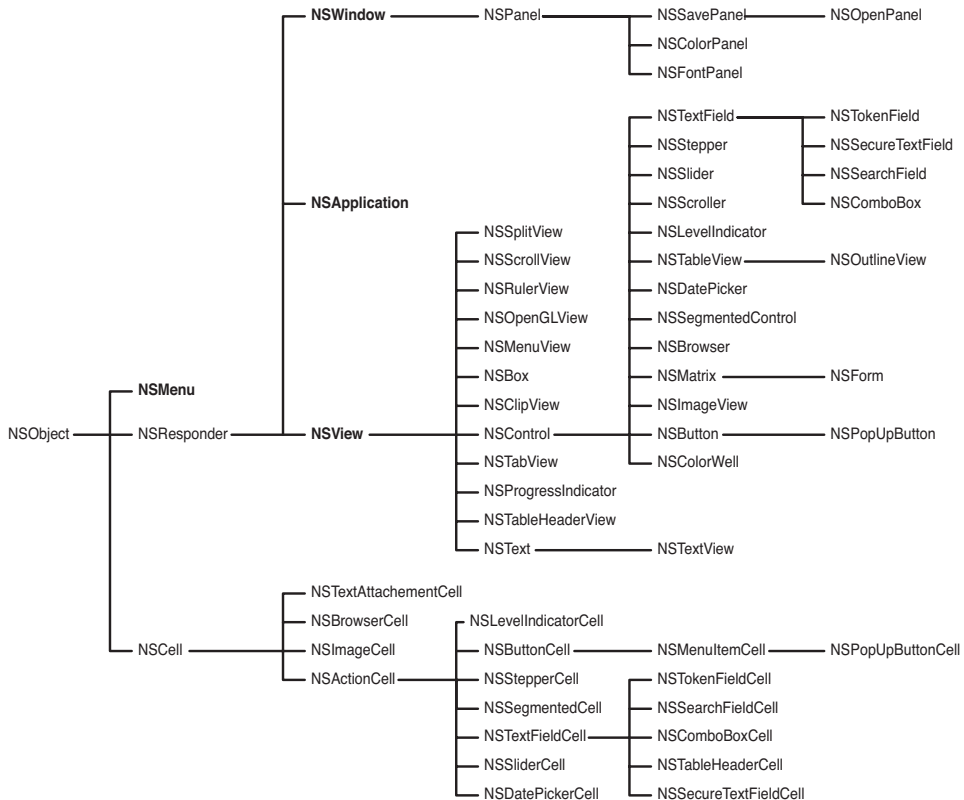 NSWindow NSPanel NSSavePanel NSOpenPanel
NSColorPanel
NSFontPanel
NSTextField NSTokenField
NSStepper NSSecureTextField
NSSlider NSSearchField
NSApplication NSScroller NSComboBox
NSSplitView NSLevelIndicator
NSScrollView NSTableView NSOutlineView
NSRulerView NSDatePicker
NSOpenGLView NSSegmentedControl
NSMenuView NSBrowser
NSBox NSMatrix NSForm
NSMenu
NSClipView NSImageView
NSObject NSResponder NSView NSControl NSButton NSPopUpButton
NSTabView NSColorWell
NSProgressIndicator
NSTableHeaderView
NSText NSTextView
NSTextAttachementCell
NSBrowserCell NSLevelIndicatorCell
NSCell NSImageCell NSButtonCell NSMenuItemCell NSPopUpButtonCell
NSActionCell NSStepperCell NSTokenFieldCell
NSSegmentedCell NSSearchFieldCell
NSTextFieldCell NSComboBoxCell
NSSliderCell NSTableHeaderCell
NSDatePickerCell NSSecureTextFieldCell